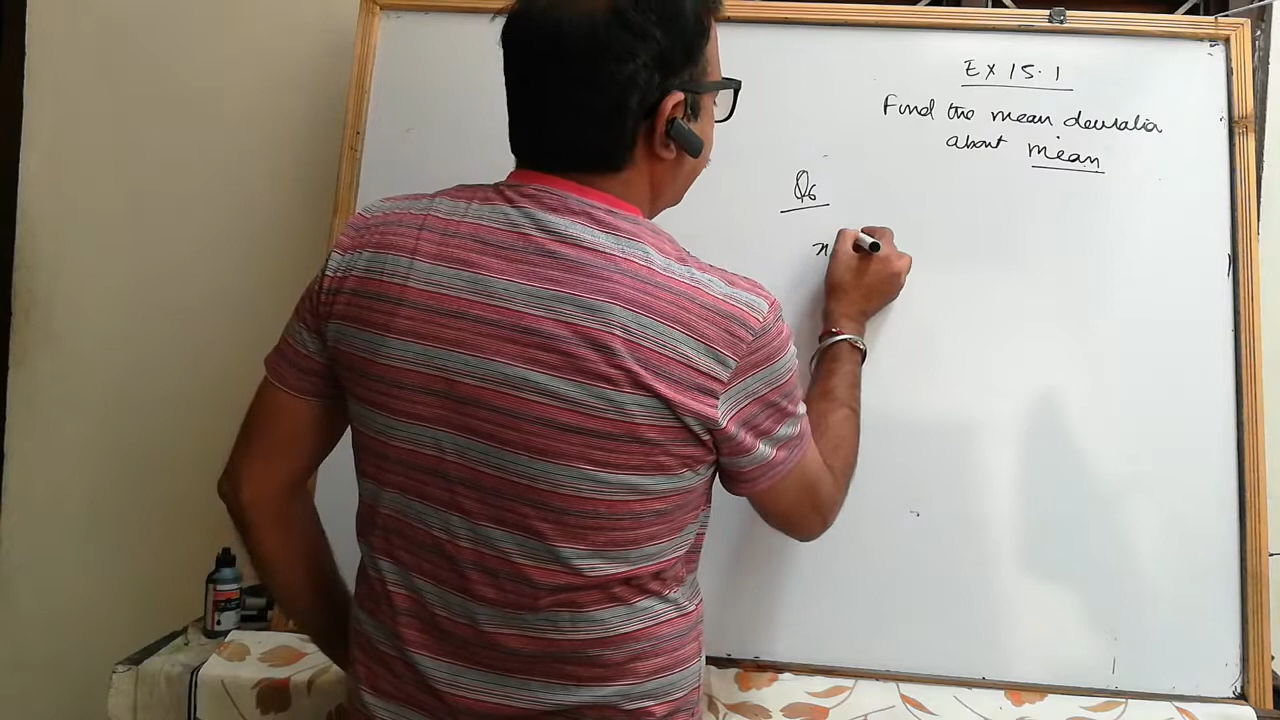 Ex 15.1
Find the mean deviation
about mean
Q6
x